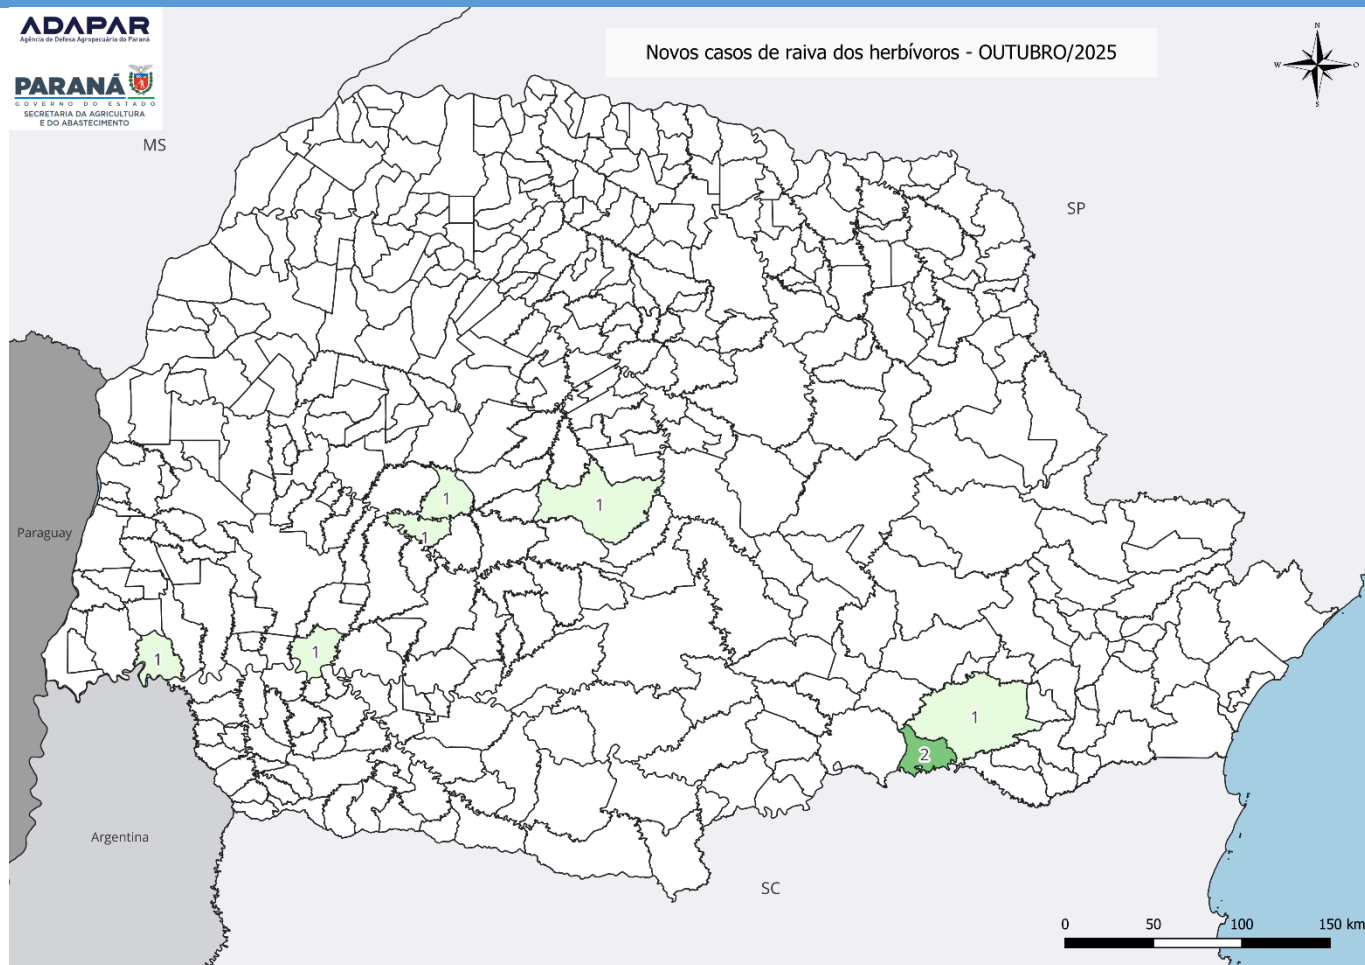 ADAPAR
Agência de Defesa Agropecuária do Paraná
PARANÁ
GOVERNO DO ESTADO
SECRETARIA DA AGRICULTURA
E DO ABASTECIMENTO
Novos casos de raiva dos herbívoros - OUTUBRO/2025
N
W
O
S
MS
SP
1
1
1
Paraguay
1
1
1
2
Argentina
SC
0 50 100 150 km